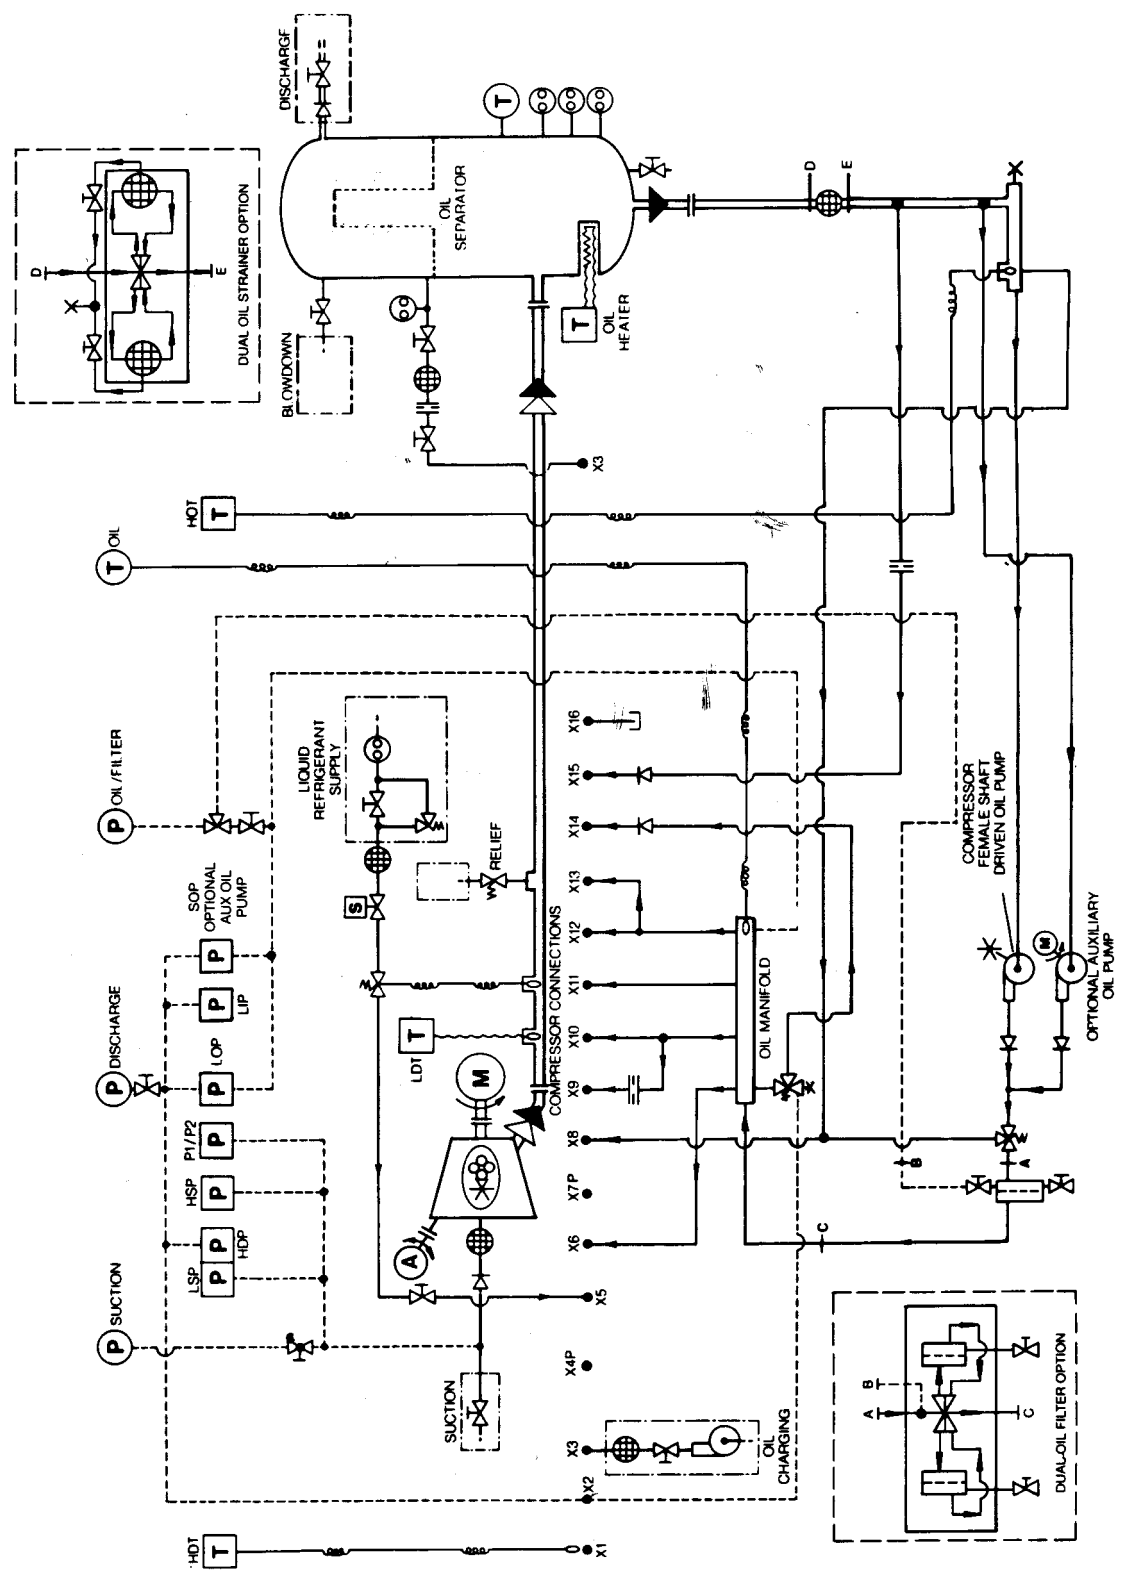 DISCHARGE
DUAL OIL STRAINER OPTION
D
E
OIL
SEPARATOR
T
BLOWDOWN
T
OIL
HEATER
D
E
X3
HOT
T
OIL
T
OIL/FILTER
P
SOP
OPTIONAL
AUX OIL
PUMP
P
LIP
P
LOP
P
DISCHARGE
P
P1/P2
P
HSP
P
HDP
P
LSP
P
SUCTION
P
HDT
T
LIQUID
REFRIGERANT
SUPPLY
S
RELIEF
LDT
T
M
A
SUCTION
COMPRESSOR CONNECTIONS
X16
X15
X14
X13
X12
X11
X10
X9
X8
X7P
X6
X5
X4P
X3
X2
X1
OIL MANIFOLD
OIL
CHARGING
COMPRESSOR
FEMALE SHAFT
DRIVEN OIL PUMP
M
OPTIONAL AUXILIARY
OIL PUMP
B
A
C
DUAL-OIL FILTER OPTION
A
B
C